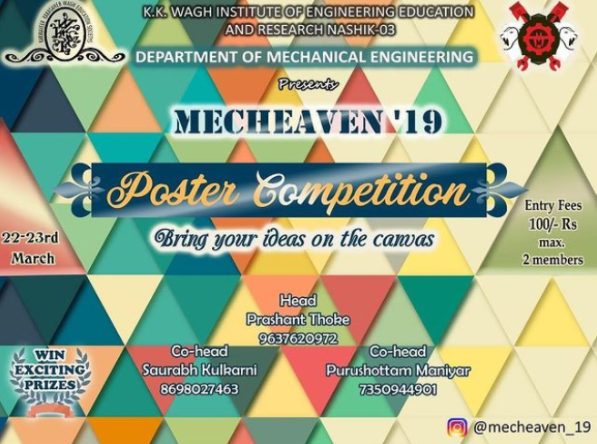 K.K. WAGH INSTITUTE OF ENGINEERING EDUCATION
AND RESEARCH NASHIK-03
DEPARTMENT OF MECHANICAL ENGINEERING
Presents
MECHEAVEN '19
Poster Competition
Bring your ideas on the canvas
22-23rd
March
Entry Fees
100/- Rs
max.
2 members
Head
Prashant Thoke
9637620972
Co-head
Saurabh Kulkarni
8698027463
Co-head
Purushottam Maniyar
7350944901
WIN
EXCITING
PRIZES
@mecheaven_19